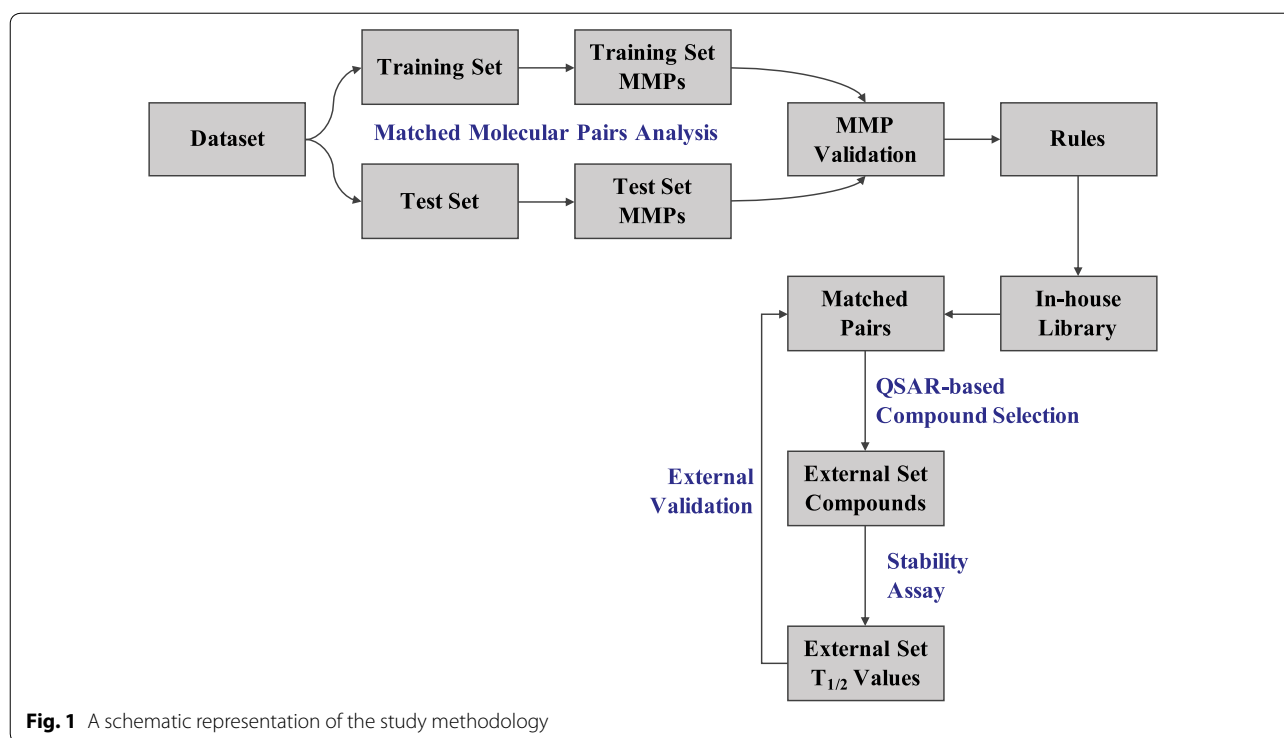 Training Set
Training Set
MMPs
Dataset
Matched Molecular Pairs Analysis
MMP
Validation
Rules
Test Set
Test Set
MMPs
Matched
Pairs
In-house
Library
QSAR-based
Compound Selection
External
Validation
External Set
Compounds
Stability
Assay
External Set
T1/2 Values
Fig. 1 A schematic representation of the study methodology